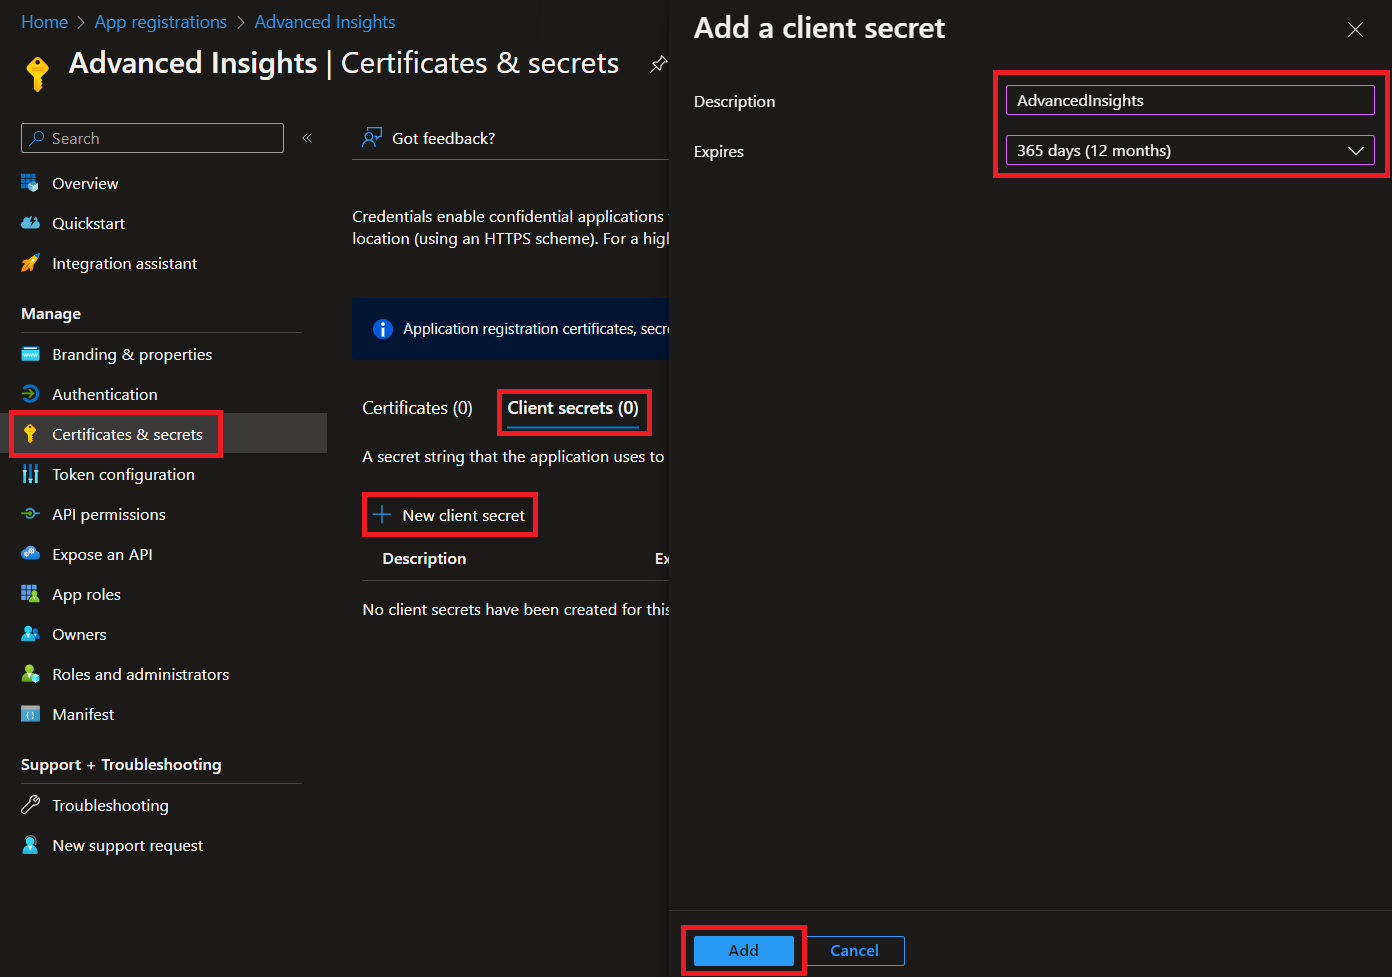 Home > App registrations > Advanced Insights
Advanced Insights | Certificates & secrets
Search
Overview
Quickstart
Integration assistant
Manage
Branding & properties
Authentication
Certificates & secrets
Token configuration
API permissions
Expose an API
App roles
Owners
Roles and administrators
Manifest
Support + Troubleshooting
Troubleshooting
New support request
Got feedback?
Credentials enable confidential applications
location (using an HTTPS scheme). For a high
Application registration certificates, secre
Certificates (0) Client secrets (0)
A secret string that the application uses to
New client secret
Description Ex
No client secrets have been created for this
Add a client secret
Description AdvancedInsights
Expires 365 days (12 months)
Add Cancel